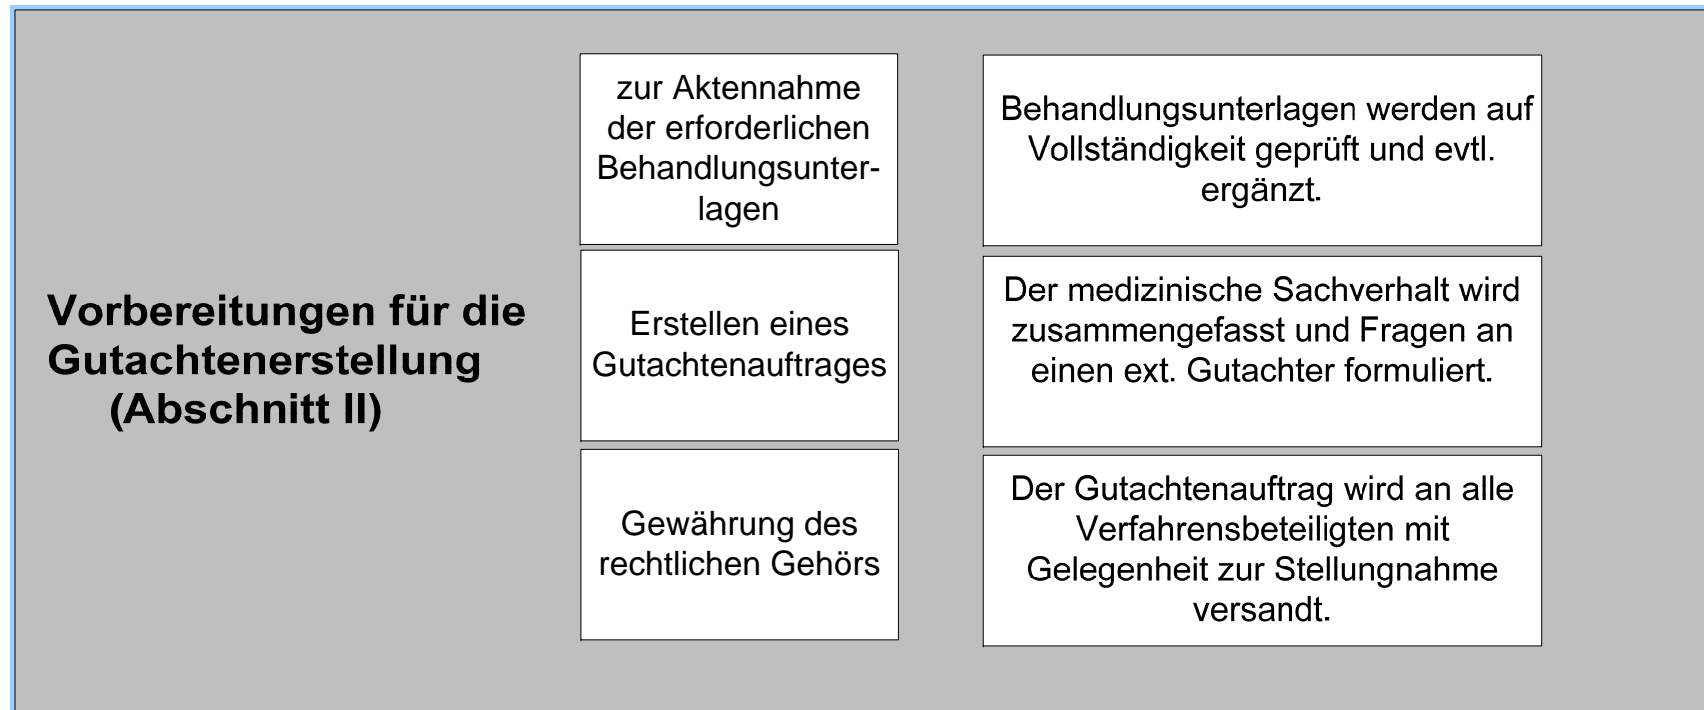 Vorbereitungen für die
Gutachtenerstellung
(Abschnitt II)
zur Aktennahme
der erforderlichen
Behandlungsunter-
lagen
Behandlungsunterlagen werden auf
Vollständigkeit geprüft und evtl.
ergänzt.
Erstellen eines
Gutachtenauftrages
Der medizinische Sachverhalt wird
zusammengefasst und Fragen an
einen ext. Gutachter formuliert.
Gewährung des
rechtlichen Gehörs
Der Gutachtenauftrag wird an alle
Verfahrensbeteiligten mit
Gelegenheit zur Stellungnahme
versandt.